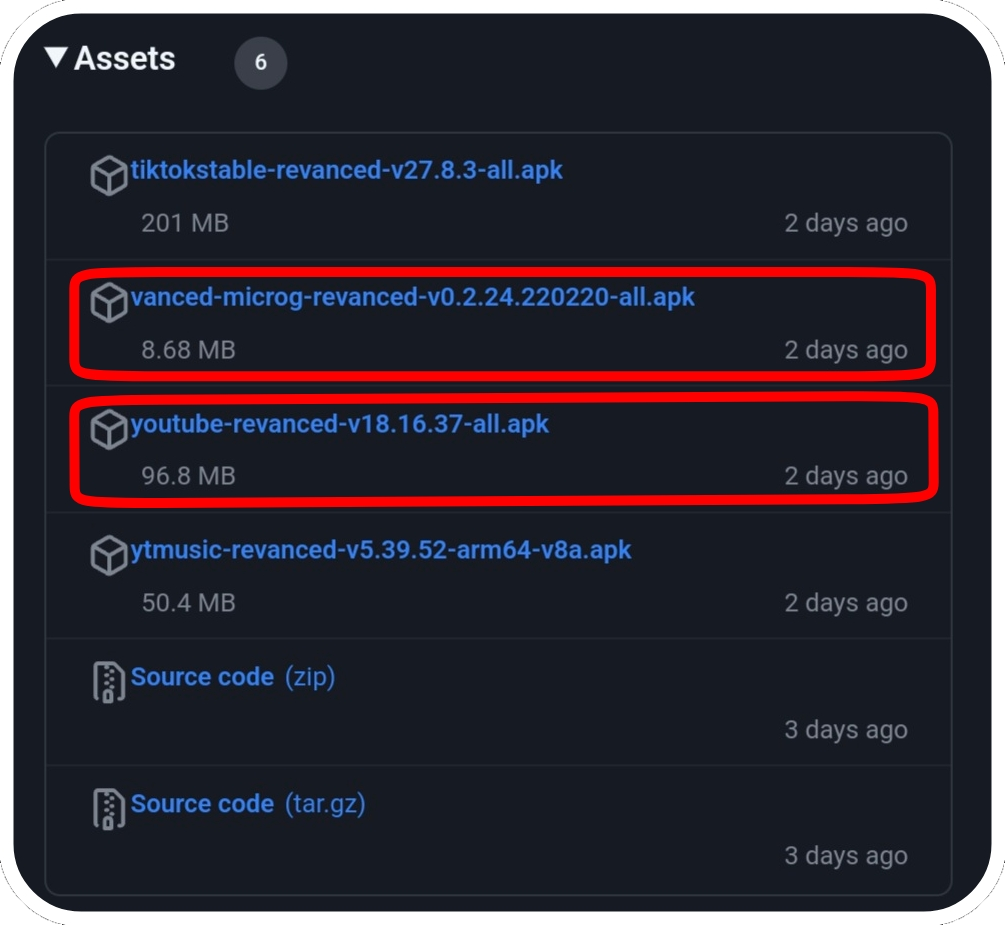 ▼ Assets 6
tiktokstable-revanced-v27.8.3-all.apk
201 MB 2 days ago
vanced-microg-revanced-v0.2.24.220220-all.apk
8.68 MB 2 days ago
youtube-revanced-v18.16.37-all.apk
96.8 MB 2 days ago
ytmusic-revanced-v5.39.52-arm64-v8a.apk
50.4 MB 2 days ago
Source code (zip)
3 days ago
Source code (tar.gz)
3 days ago